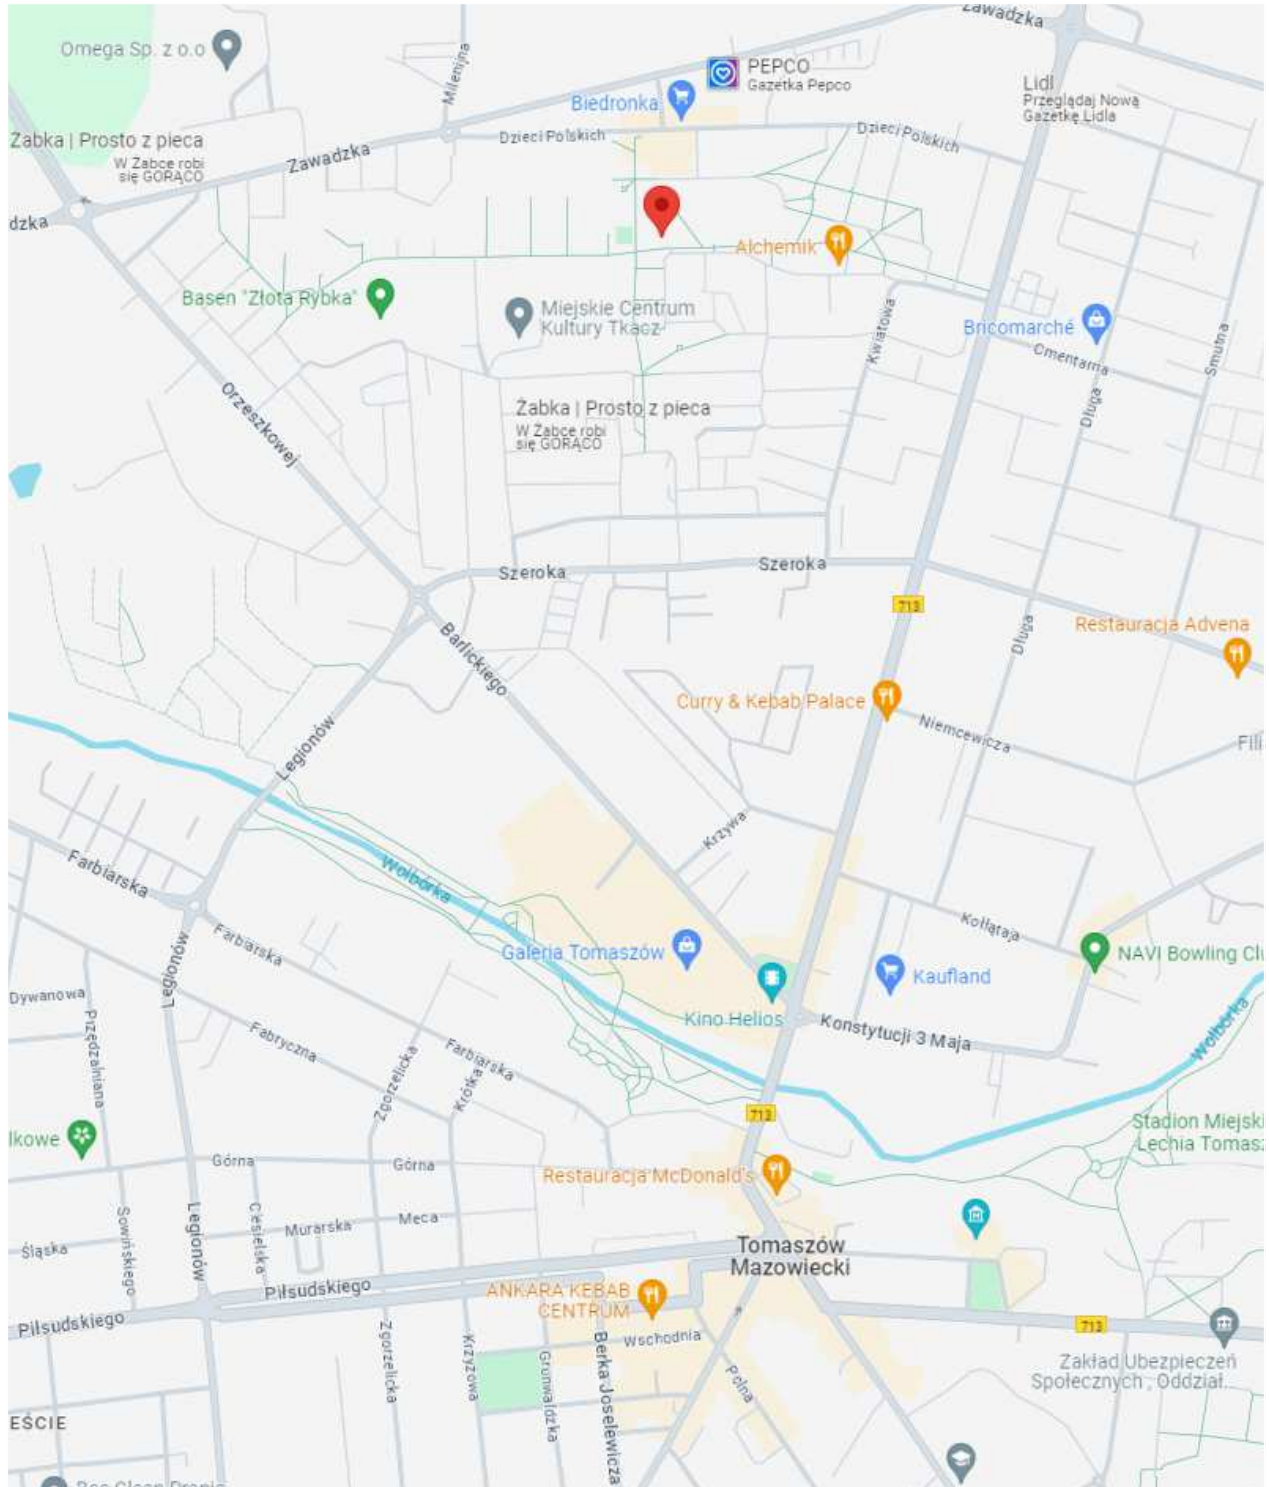 Zawadzka
Omega Sp. z o.o
PEPCO
Gazetka Pepco
Milenijna
Biedronka
Lidl
Przeglądaj Nową
Gazetkę Lidla
Żabka | Prosto z pieca
W Żabce robi
się GORĄCO
Dzieci Polskich
Dzieci Polskich
Zawadzka
dzka
Alchemik
Basen "Złota Rybka"
Miejskie Centrum
Kultury Tkacz
Kwiatowa
Bricomarché
Cmentarna
Smutna
Długa
Orzeszkowej
Żabka | Prosto z pieca
W Żabce robi
się GORĄCO
Szeroka
Szeroka
713
Restauracja Advena
Długa
Barlickiego
Curry & Kebab Palace
Niemcewicza
Fili
Legionów
Krzywa
Farbiarska
Wolbórka
Kołłątaja
Farbiarska
Galeria Tomaszów
Kaufland
NAVI Bowling Clu
Legionów
Dywanowa
Kino Helios
Konstytucji 3 Maja
Wolbórka
Przędzalniana
Fabryczna
Farbiarska
Zgorzelicka
Krótka
713
Stadion Miejski
Lechia Tomasz
lkowe
Górna
Górna
Restauracja McDonald's
Sowińskiego
Legionów
Ciesielska
Murarska
Meca
Śląska
Tomaszów
Mazowiecki
Piłsudskiego
ANKARA KEBAB
CENTRUM
Piłsudskiego
Wschodnia
713
Zgorzelicka
Krzyżowa
Grunwaldzka
Berka Joselewicza
Polna
Zakład Ubezpieczeń
Społecznych , Oddział...
EŚCIE